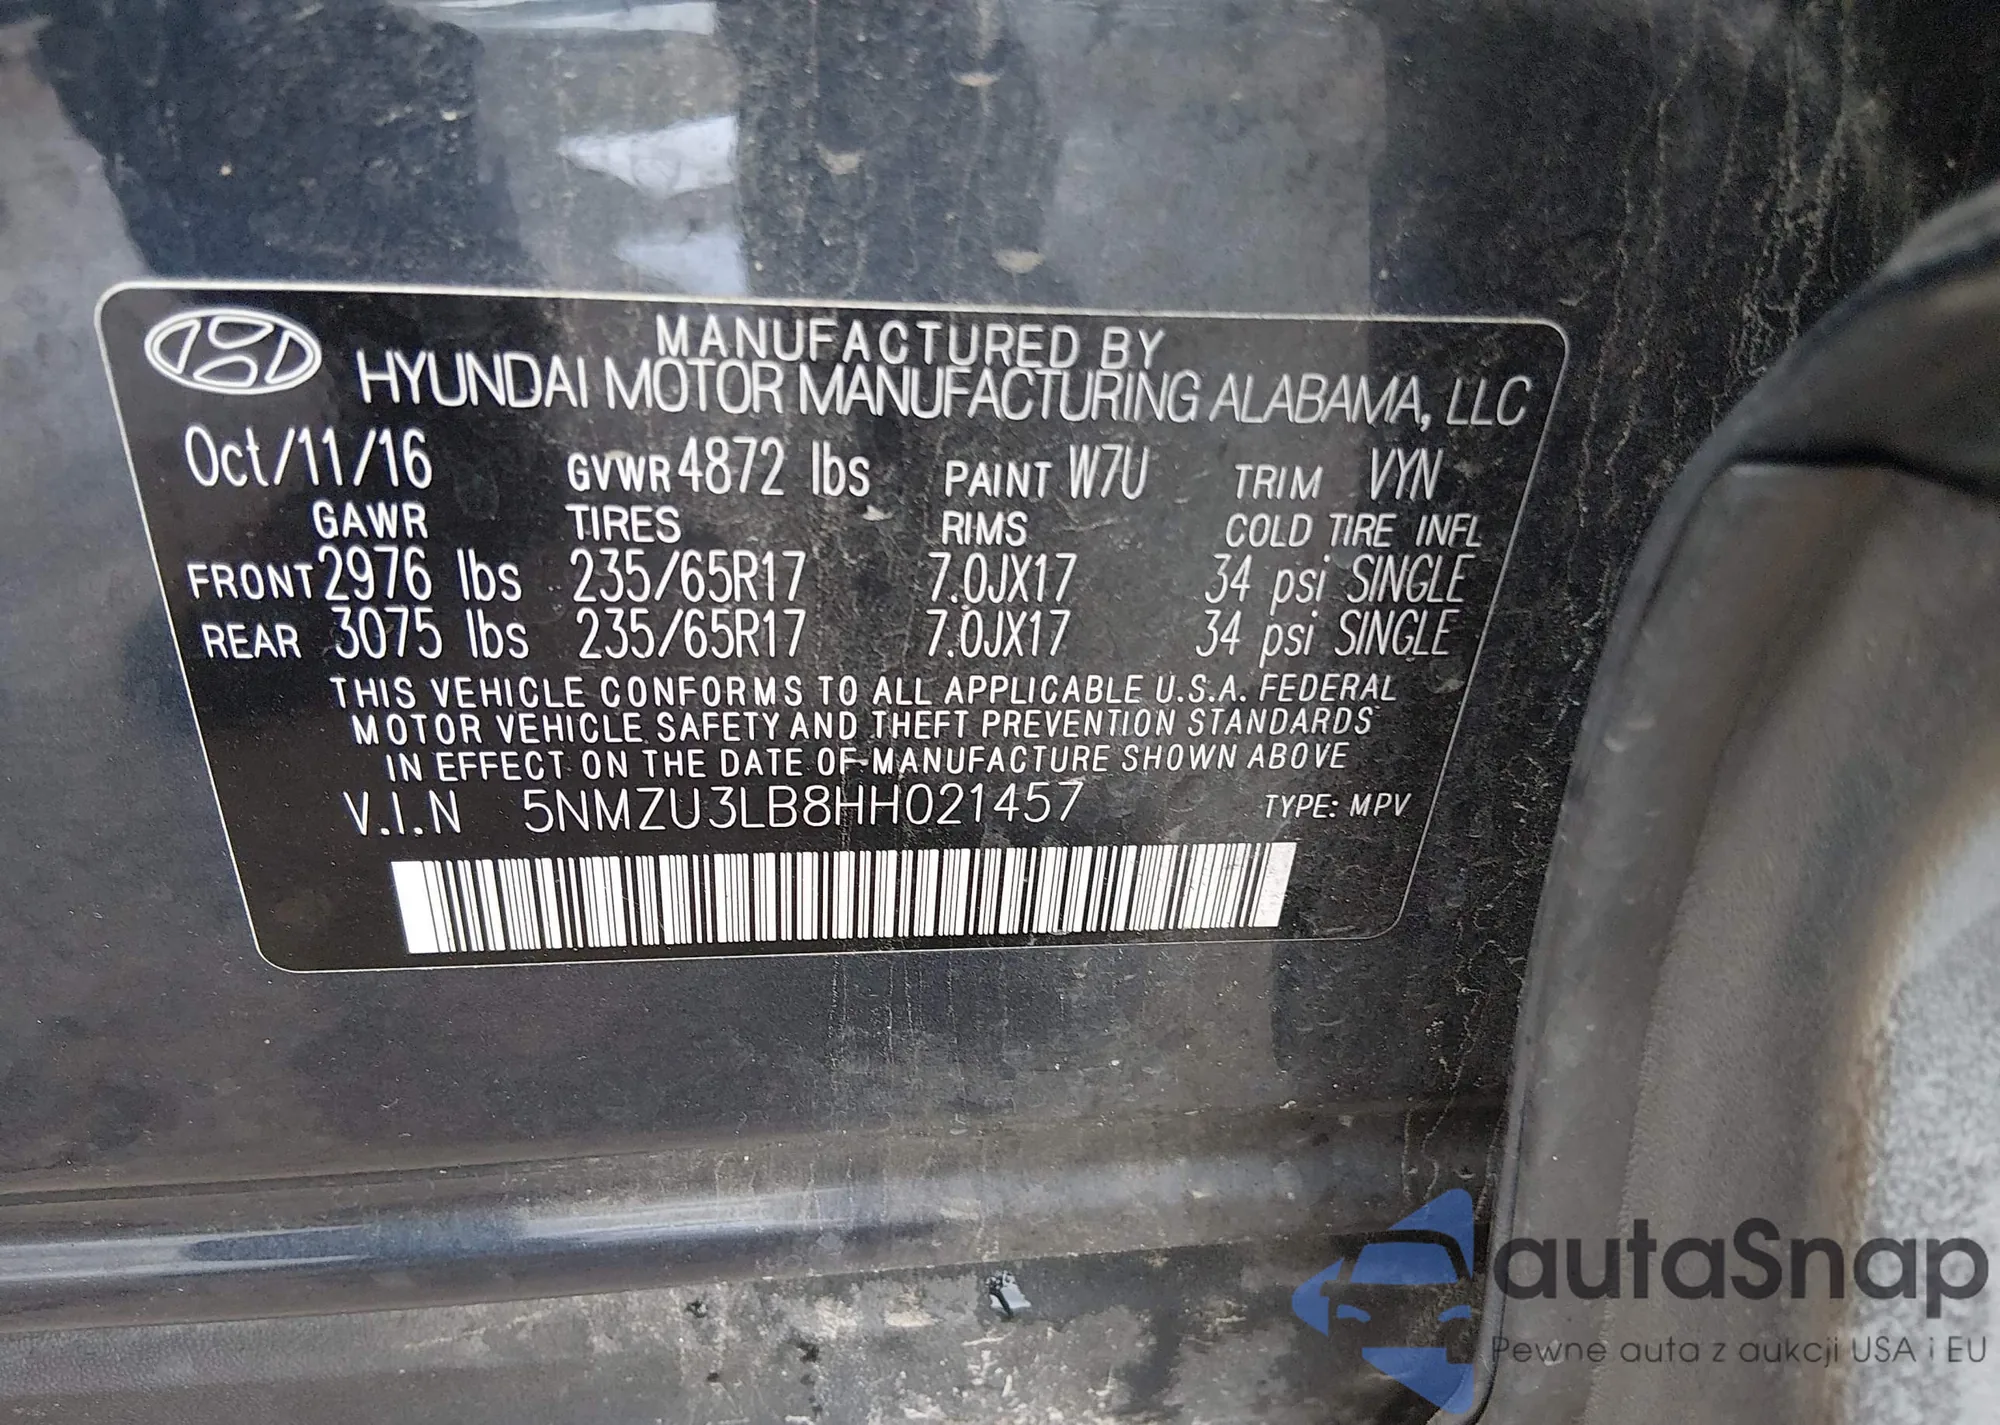 MANUFACTURED BY
HYUNDAI MOTOR MANUFACTURING ALABAMA, LLC
Oct/11/16 GVWR 4872 lbs PAINT W7U TRIM VYN
GAWR TIRES RIMS COLD TIRE INFL
FRONT 2976 lbs 235/65R17 7.0JX17 34 psi SINGLE
REAR 3075 lbs 235/65R17 7.0JX17 34 psi SINGLE
THIS VEHICLE CONFORMS TO ALL APPLICABLE U.S.A. FEDERAL
MOTOR VEHICLE SAFETY AND THEFT PREVENTION STANDARDS
IN EFFECT ON THE DATE OF MANUFACTURE SHOWN ABOVE
V.I.N 5NMZU3LB8HH021457 TYPE: MPV
autaSnap
Pewne auta z aukcji USA i EU